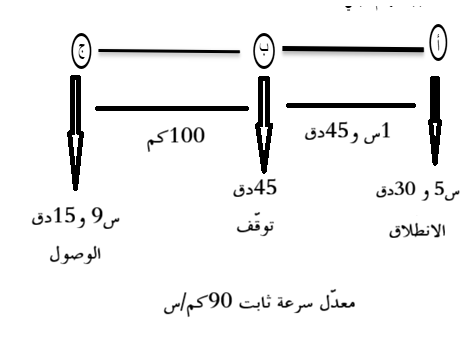 أ ب ج
1س و45دق 100كم
س5 و 30دق 45دق س9 و15دق
الانطلاق توقّف الوصول
معدّل سرعة ثابت 90كم/س